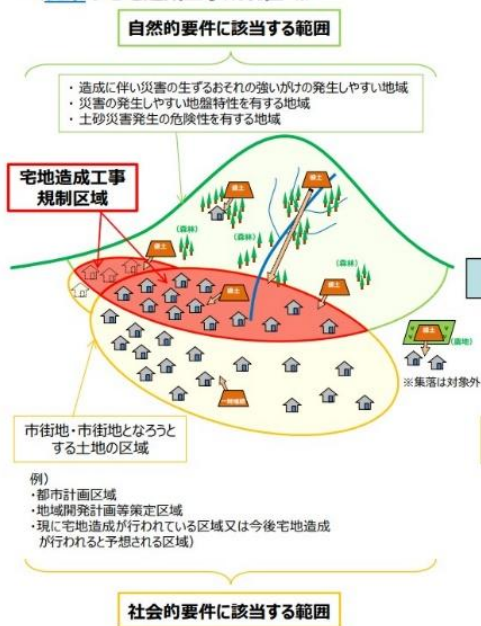 自然的要件に該当する範囲
・造成に伴い災害の生ずるおそれの強いがけの発生しやすい地域
・災害の発生しやすい地盤特性を有する地域
・土砂災害発生の危険性を有する地域
宅地造成工事
規制区域
盛土
盛土
(森林)
(森林)
盛土
(森林)
盛土
盛土
盛土
(農地)
※集落は対象外
市街地・市街地となろうと
する土地の区域
例)
・都市計画区域
・地域開発計画等策定区域
・現に宅地造成が行われている区域又は今後宅地造成
が行われると予想される区域)
社会的要件に該当する範囲